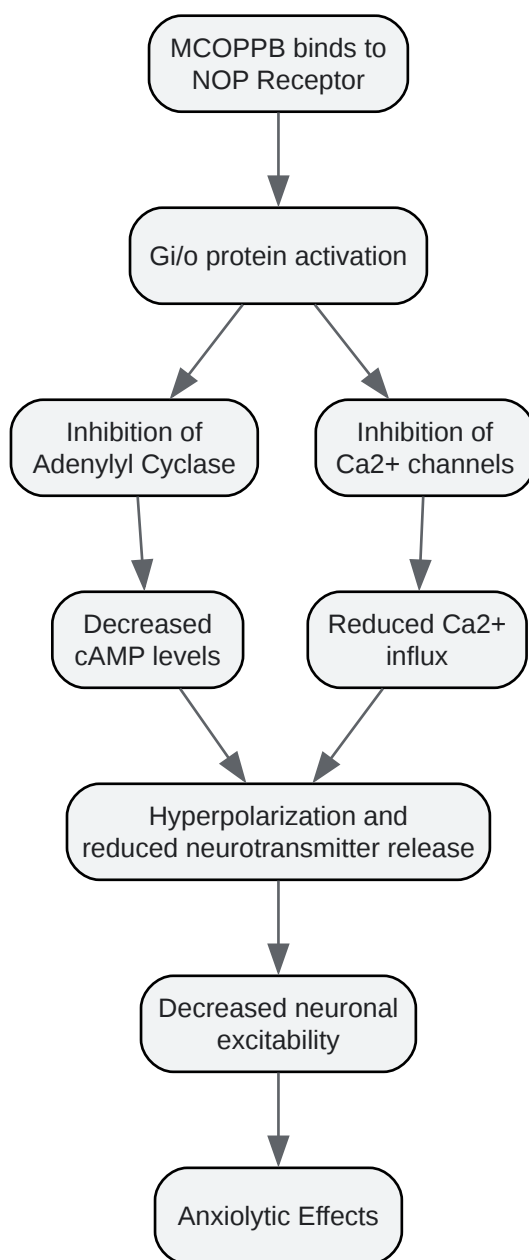 MCOPPB binds to
NOP Receptor
Gi/o protein activation
Inhibition of
Adenylyl Cyclase
Inhibition of
Ca2+ channels
Decreased
cAMP levels
Reduced Ca2+
influx
Hyperpolarization and
reduced neurotransmitter release
Decreased neuronal
excitability
Anxiolytic Effects